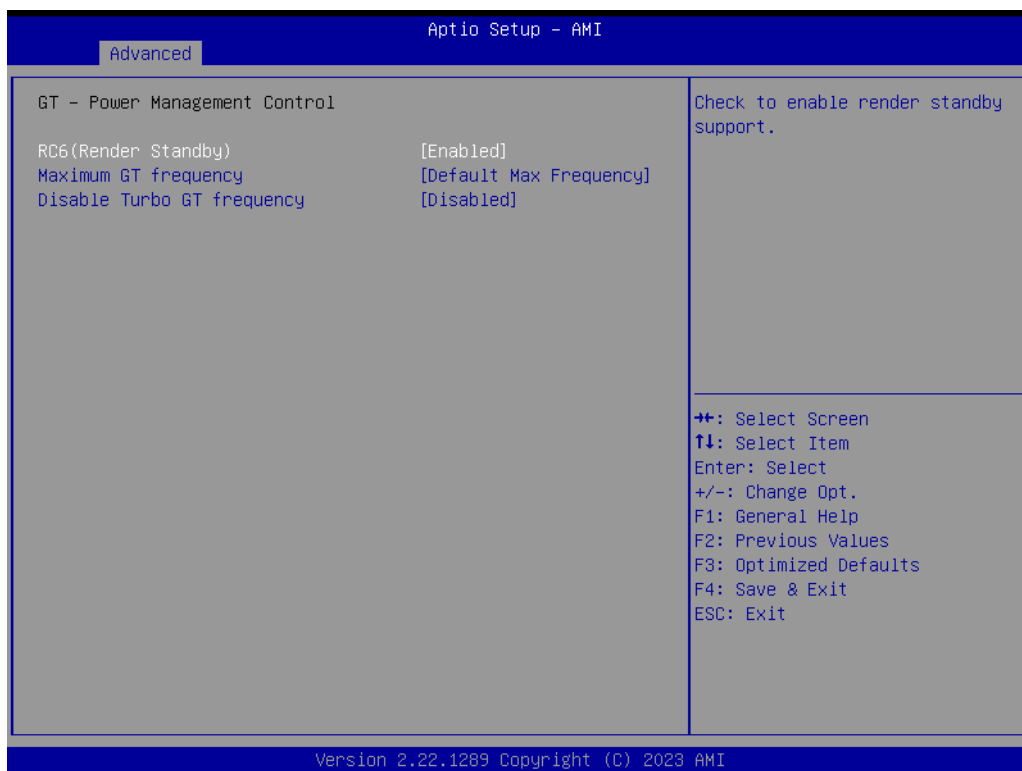 Aptio Setup – AMI
Advanced
GT – Power Management Control
RC6(Render Standby) [Enabled]
Maximum GT frequency [Default Max Frequency]
Disable Turbo GT frequency [Disabled]
Check to enable render standby
support.
→←: Select Screen
↑↓: Select Item
Enter: Select
+/-: Change Opt.
F1: General Help
F2: Previous Values
F3: Optimized Defaults
F4: Save & Exit
ESC: Exit
Version 2.22.1289 Copyright (C) 2023 AMI